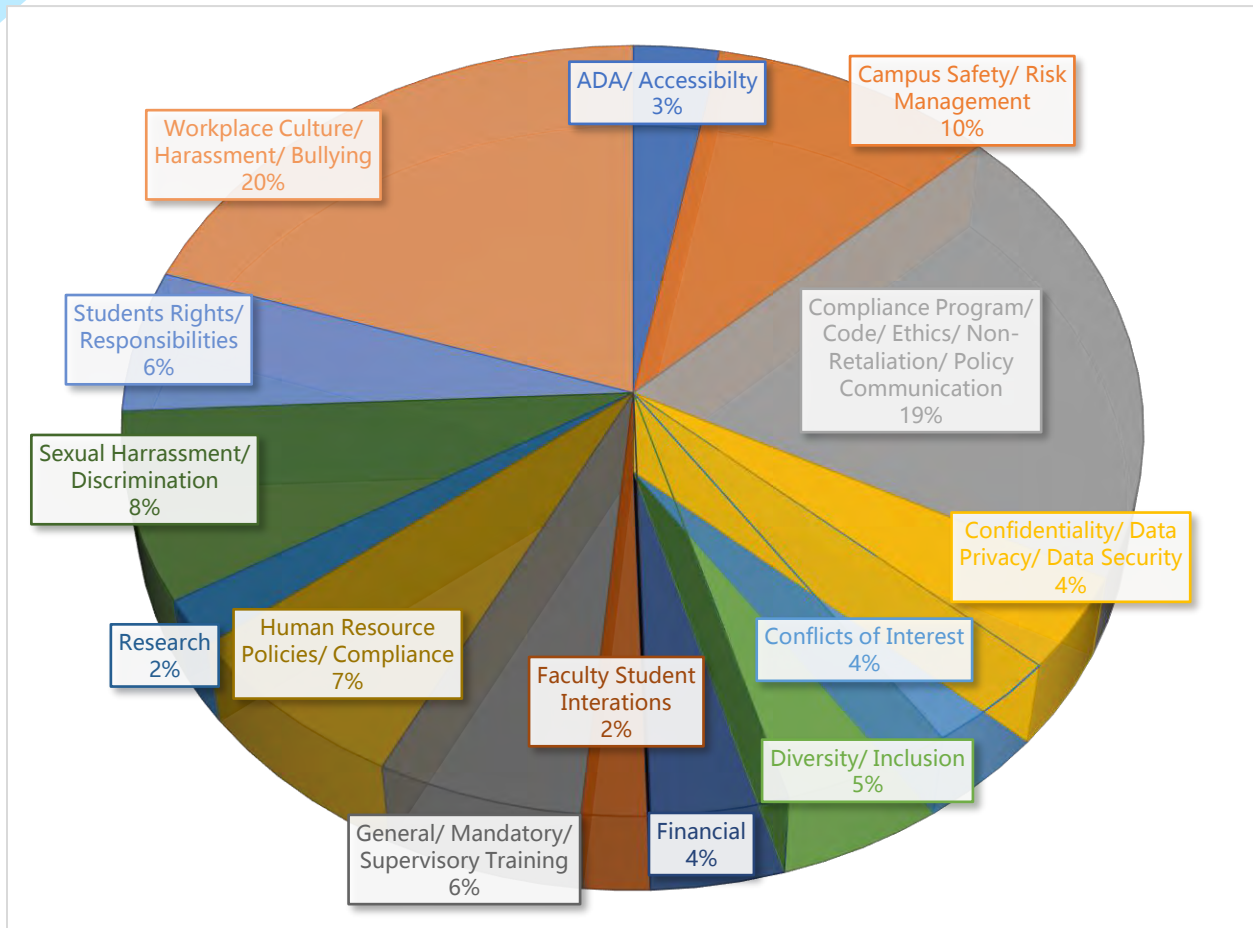 ADA/ Accessibilty
3%
Campus Safety/ Risk
Management
10%
Workplace Culture/
Harassment/ Bullying
20%
Compliance Program/
Code/ Ethics/ Non-
Retaliation/ Policy
Communication
19%
Students Rights/
Responsibilities
6%
Sexual Harrassment/
Discrimination
8%
Confidentiality/ Data
Privacy/ Data Security
4%
Research
2%
Human Resource
Policies/ Compliance
7%
Faculty Student
Interations
2%
Conflicts of Interest
4%
Diversity/ Inclusion
5%
General/ Mandatory/
Supervisory Training
6%
Financial
4%